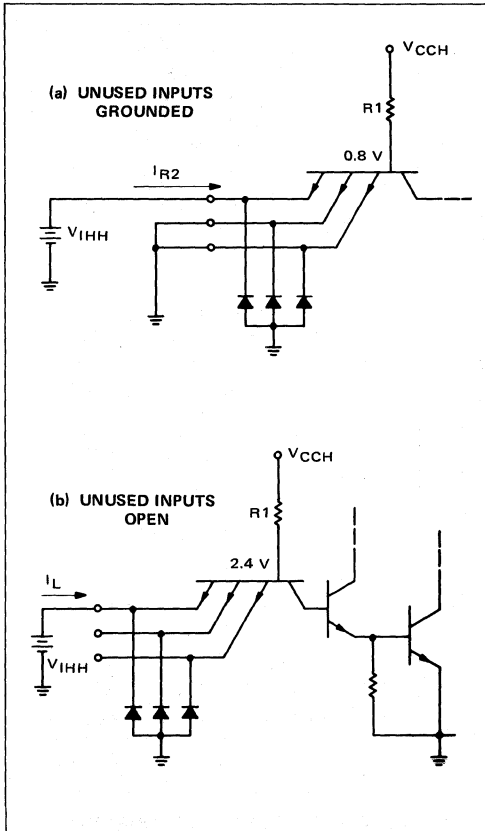 VCCH
(a) UNUSED INPUTS
GROUNDED
R1
IR2
0.8 V
VIHH
VCCH
(b) UNUSED INPUTS
OPEN
R1
2.4 V
IL
VIHH